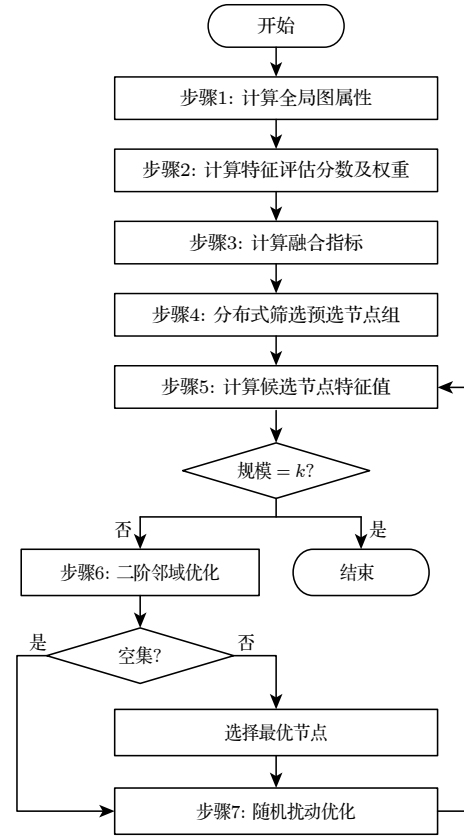 开始
步骤1: 计算全局图属性
步骤2: 计算特征评估分数及权重
步骤3: 计算融合指标
步骤4: 分布式筛选预选节点组
步骤5: 计算候选节点特征值
规模 = k?
否
是
步骤6: 二阶邻域优化
结束
是
空集?
否
选择最优节点
步骤7: 随机扰动优化